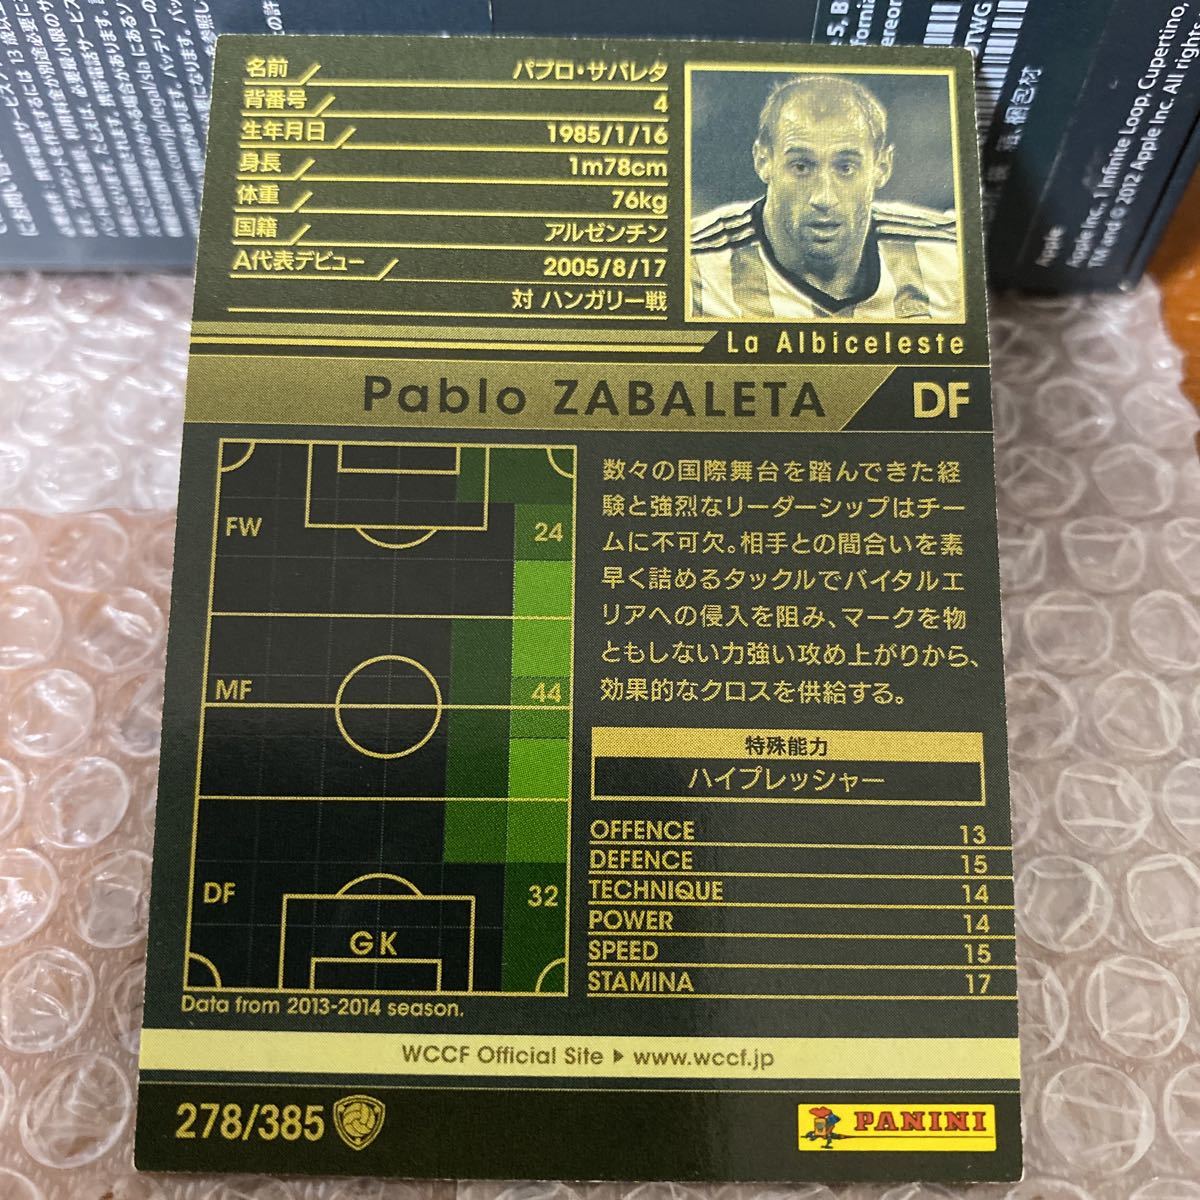 名前 パブロ・サバレタ
背番号 4
生年月日 1985/1/16
身長 1m78cm
体重 76kg
国籍 アルゼンチン
A代表デビュー 2005/8/17
対 ハンガリー戦
La Albiceleste
Pablo ZABALETA DF
FW 24
MF 44
DF 32
GK
Data from 2013-2014 season.
数々の国際舞台を踏んできた経
験と強烈なリーダーシップはチー
ムに不可欠。相手との間合いを素
早く詰めるタックルでバイタルエ
リアへの侵入を阻み、マークを物
ともしない力強い攻め上がりから、
効果的なクロスを供給する。
特殊能力
ハイプレッシャー
OFFENCE 13
DEFENCE 15
TECHNIQUE 14
POWER 14
SPEED 15
STAMINA 17
WCCF Official Site ▶ www.wccf.jp
278/385
PANINI
Apple
Apple Inc. 1 Infinite Loop, Cupertino,
TM and © 2012 Apple Inc. All rights